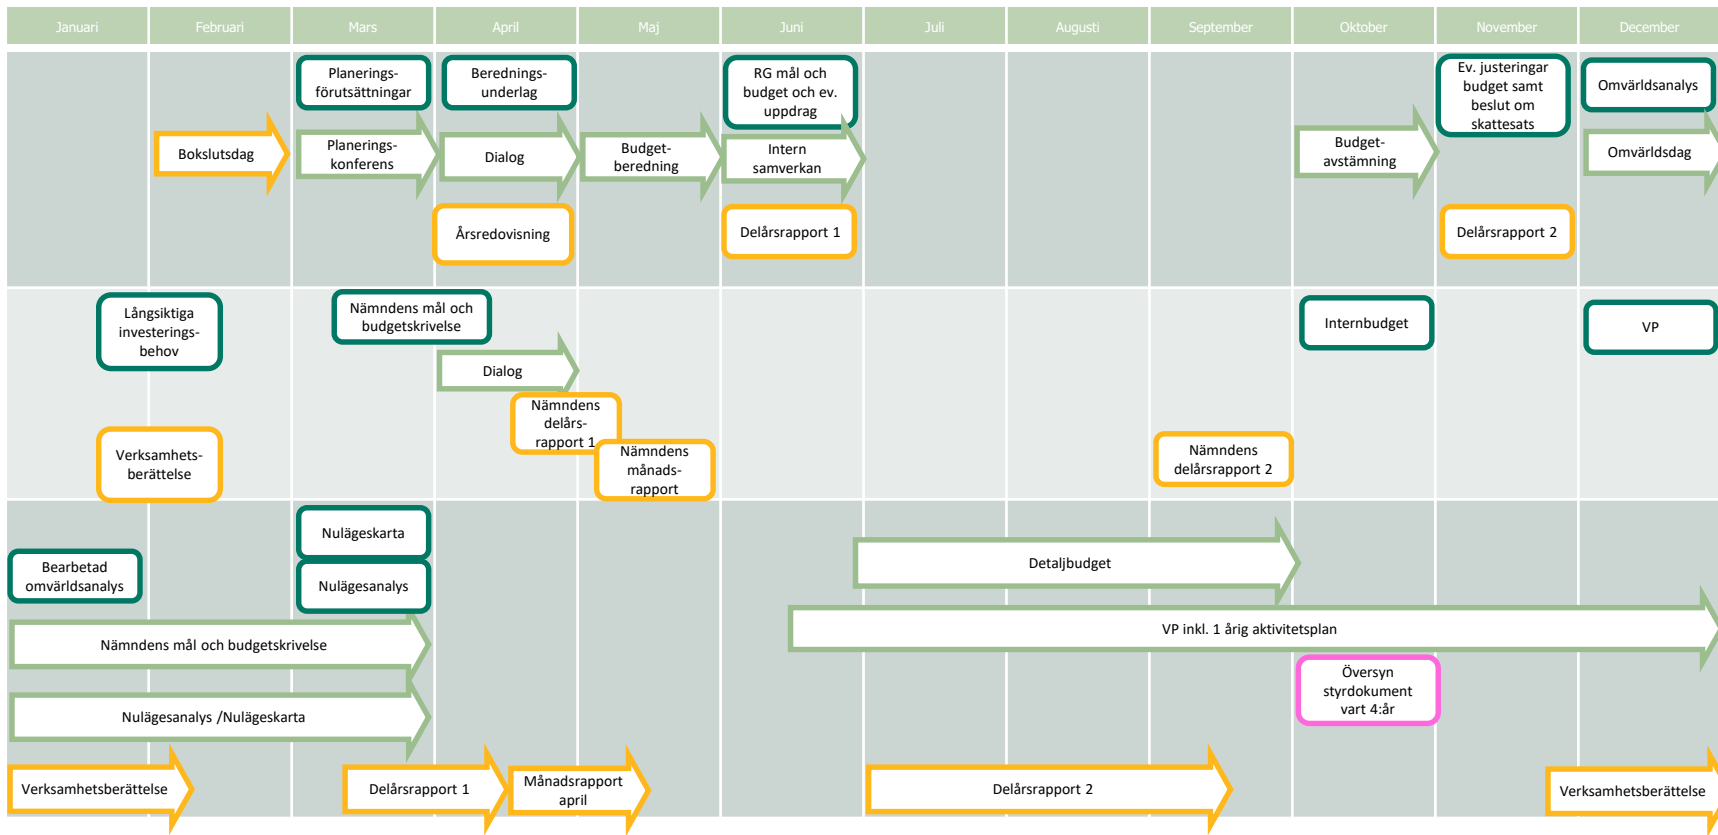 Januari
Februari
Mars
April
Maj
Juni
Juli
Augusti
September
Oktober
November
December
Planerings-
förutsättningar
Berednings-
underlag
RG mål och
budget och ev.
uppdrag
Ev. justeringar
budget samt
beslut om
skattesats
Omvärldsanalys
Bokslutsdag
Planerings-
konferens
Dialog
Budget-
beredning
Intern
samverkan
Budget-
avstämning
Omvärldsdag
Årsredovisning
Delårsrapport 1
Delårsrapport 2
Långsiktiga
investerings-
behov
Nämndens mål och
budgetskrivelse
Internbudget
VP
Dialog
Nämndens
delårs-
rapport 1
Verksamhets-
berättelse
Nämndens
månads-
rapport
Nämndens
delårsrapport 2
Nulägeskarta
Bearbetad
omvärldsanalys
Nulägesanalys
Detaljbudget
Nämndens mål och budgetskrivelse
VP inkl. 1 årig aktivitetsplan
Nulägesanalys /Nulägeskarta
Översyn
styrdokument
vart 4:år
Verksamhetsberättelse
Delårsrapport 1
Månadsrapport
april
Delårsrapport 2
Verksamhetsberättelse